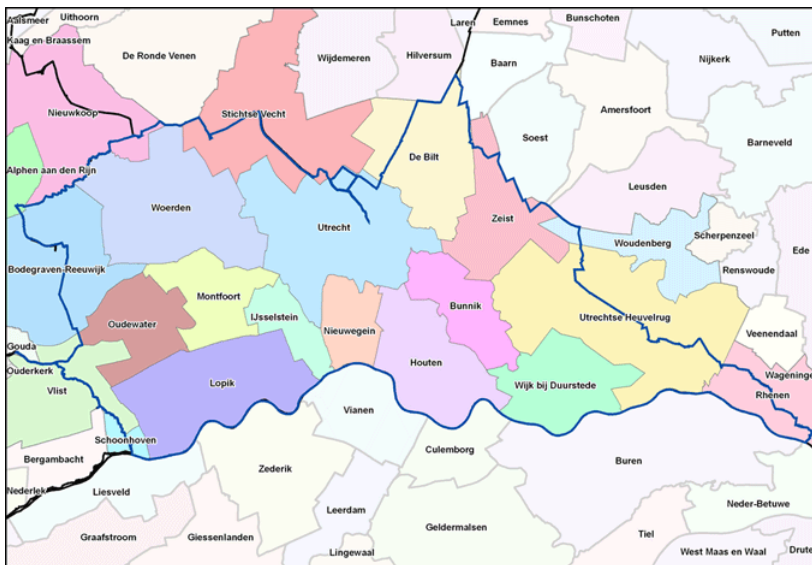 Aalsmeer
Uithoorn
Kaag en Braassem
De Ronde Venen
Wijdemeren
Hilversum
Laren
Eemnes
Bunschoten
Putten
Baarn
Nijkerk
Nieuwkoop
Stichtse Vecht
Amersfoort
Soest
Barneveld
De Bilt
Alphen aan den Rijn
Leusden
Woerden
Utrecht
Zeist
Scherpenzeel
Woudenberg
Ede
Bodegraven-Reeuwijk
Renswoude
Montfoort
IJsselstein
Bunnik
Utrechtse Heuvelrug
Oudewater
Nieuwegein
Veenendaal
Gouda
Ouderkerk
Houten
Wageninge
Lopik
Wijk bij Duurstede
Vlist
Rhenen
Vianen
Schoonhoven
Bergambacht
Culemborg
Buren
Zederik
Nederlek
Liesveld
Neder-Betuwe
Leerdam
Geldermalsen
Graafstroom
Giessenlanden
Tiel
Lingewaal
West Maas en Waal
Drute